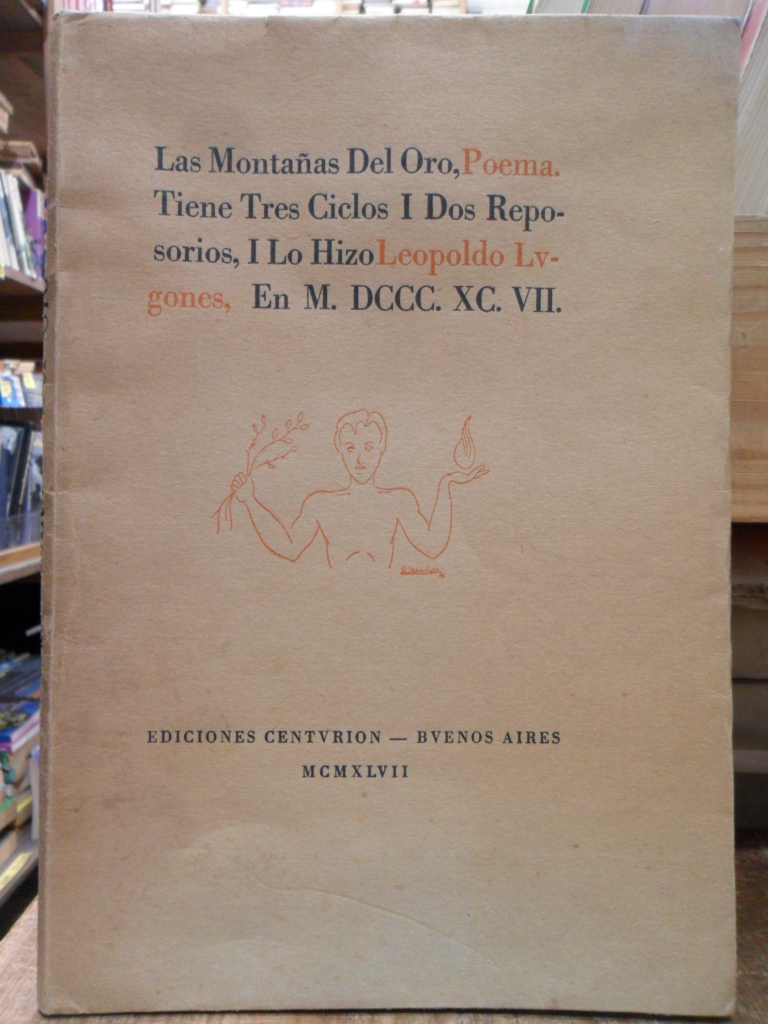 Las Montañas Del Oro, Poema.
Tiene Tres Ciclos I Dos Repo-
sorios, I Lo Hizo Leopoldo Lv-
gones, En M. DCCC. XC. VII.
EDICIONES CENTVRION — BVENOS AIRES
MCMXLVII